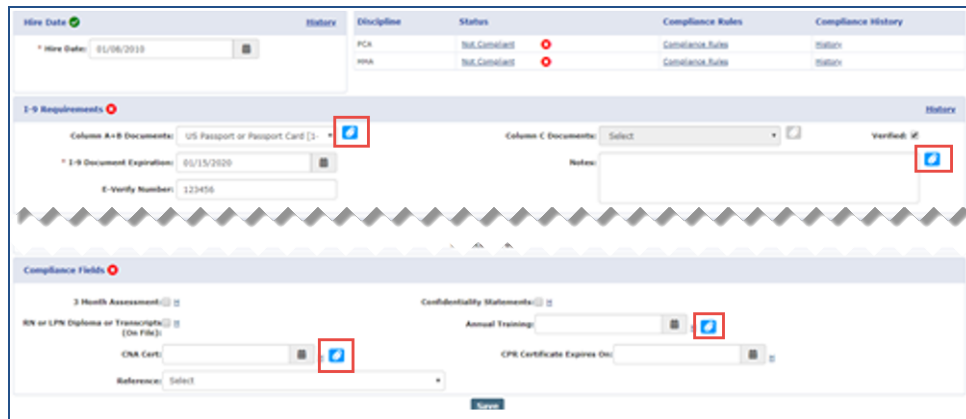 Hire Date History
* Hire Date: 01/08/2010
Discipline Status Compliance Rules Compliance History
PCA Not Compliant Compliance Rules History
HHA Not Compliant Compliance Rules History
I-9 Requirements History
Column A+B Documents: US Passport or Passport Card [1- Column C Documents: Select Verified:
* I-9 Document Expiration: 01/15/2020 Notes:
E-Verify Number: 123456
Compliance Fields
3 Month Assessment: H Confidentiality Statements: H
RN or LPN Diploma or Transcripts H Annual Training:
(On File):
CNA Cert: CPR Certificate Expires On: H
Reference: Select
Save